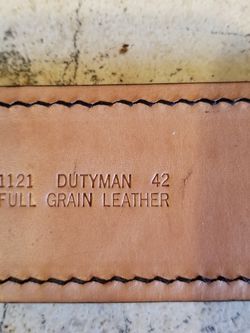 1121 DUTYMAN 42
FULL GRAIN LEATHER